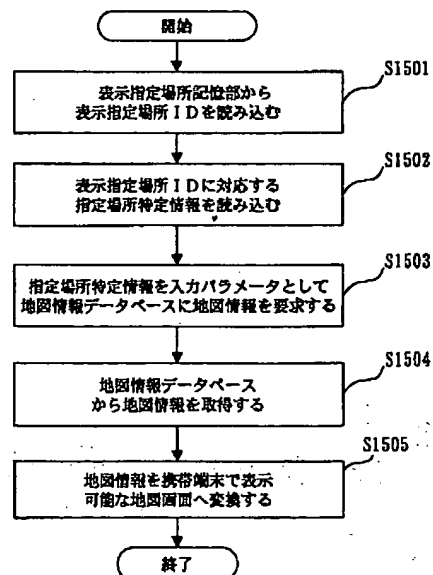 開始
S1501
表示指定場所記憶部から
表示指定場所IDを読み込む
S1502
表示指定場所IDに対応する
指定場所特定情報を読み込む
S1503
指定場所特定情報を入力パラメータとして
地図情報データベースに地図情報を要求する
S1504
地図情報データベース
から地図情報を取得する
S1505
地図情報を携帯端末で表示
可能な地図画面へ変換する
終了